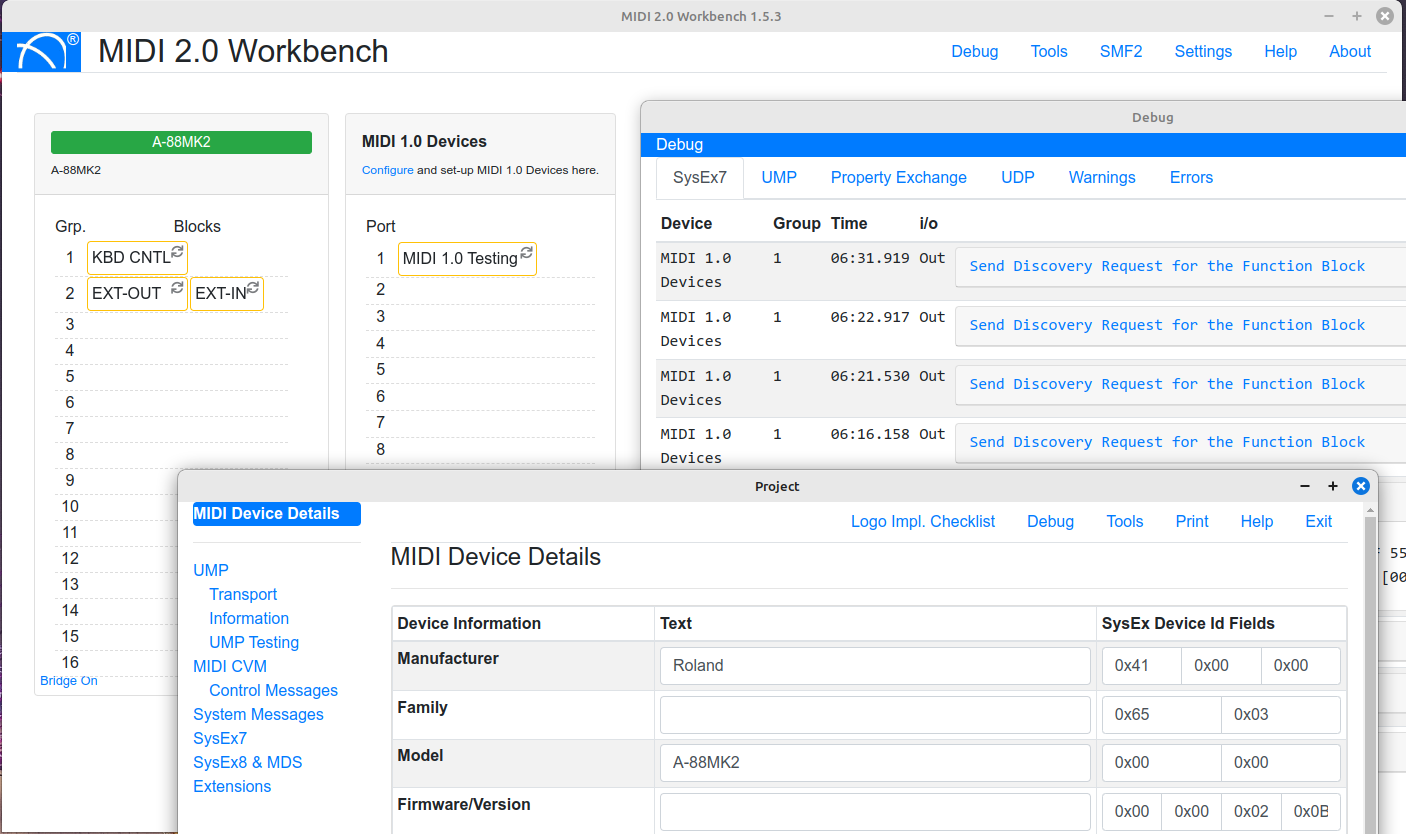 MIDI 2.0 Workbench 1.5.3
® MIDI 2.0 Workbench
Debug Tools SMF2 Settings Help About
A-88MK2
A-88MK2
Grp. Blocks
1 KBD CNTL
2 EXT-OUT EXT-IN
3
4
5
6
7
8
9
10
11
12
13
14
15
16
Bridge On
MIDI 1.0 Devices
Configure and set-up MIDI 1.0 Devices here.
Port
1 MIDI 1.0 Testing
2
3
4
5
6
7
8
Debug
Debug
SysEx7 UMP Property Exchange UDP Warnings Errors
Device Group Time i/o
MIDI 1.0 1 06:31.919 Out Send Discovery Request for the Function Block
Devices
MIDI 1.0 1 06:22.917 Out Send Discovery Request for the Function Block
Devices
MIDI 1.0 1 06:21.530 Out Send Discovery Request for the Function Block
Devices
MIDI 1.0 1 06:16.158 Out Send Discovery Request for the Function Block
Devices
55
[00
Project
MIDI Device Details
Logo Impl. Checklist Debug Tools Print Help Exit
UMP
Transport
Information
UMP Testing
MIDI CVM
Control Messages
System Messages
SysEx7
SysEx8 & MDS
Extensions
MIDI Device Details
Device Information Text SysEx Device Id Fields
Manufacturer Roland 0x41 0x00 0x00
Family 0x65 0x03
Model A-88MK2 0x00 0x00
Firmware/Version 0x00 0x00 0x02 0x0B